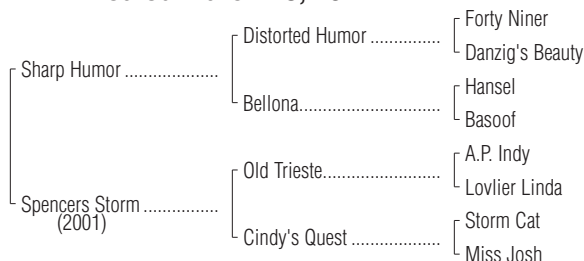 Forty Niner
Distorted Humor ..................
Danzig's Beauty
Sharp Humor ....................
Hansel
Bellona..............................
Basoof
A.P. Indy
Old Trieste.........................
Lovlier Linda
Spencers Storm ................
(2001)
Storm Cat
Cindy's Quest ....................
Miss Josh